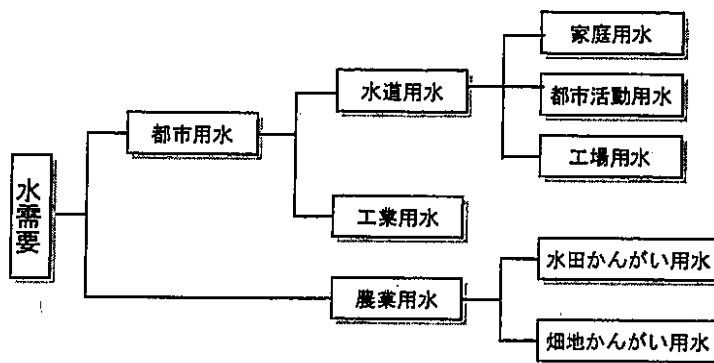 家庭用水
水道用水
都市活動用水
都市用水
工場用水
水需要
工業用水
水田かんがい用水
農業用水
畑地かんがい用水